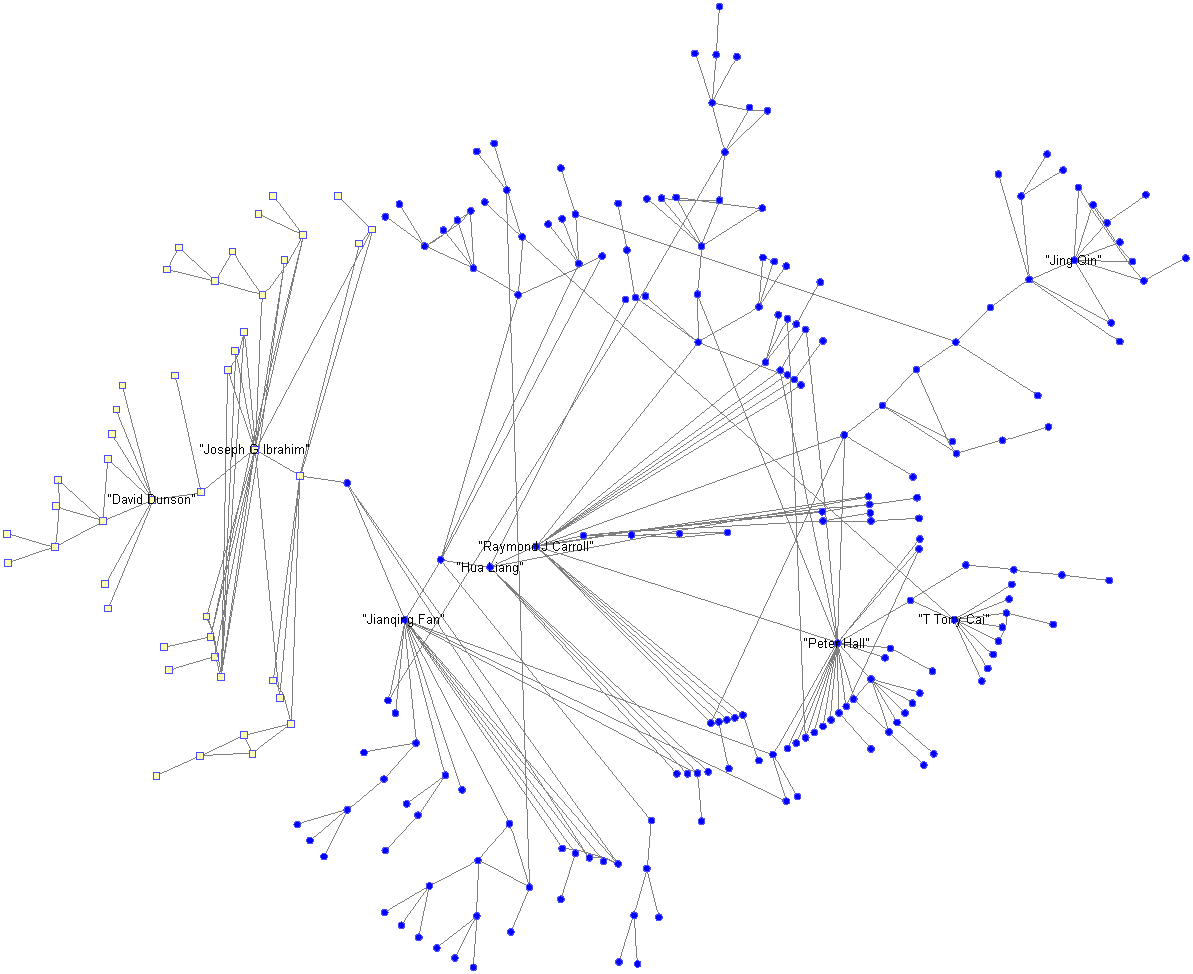 "Jing Qin"
"Joseph G Ibrahim"
"David Dunson"
"Raymond J Carroll"
"Hua Liang"
"Jianqing Fan"
"T Tony Cai"
"Peter Hall"